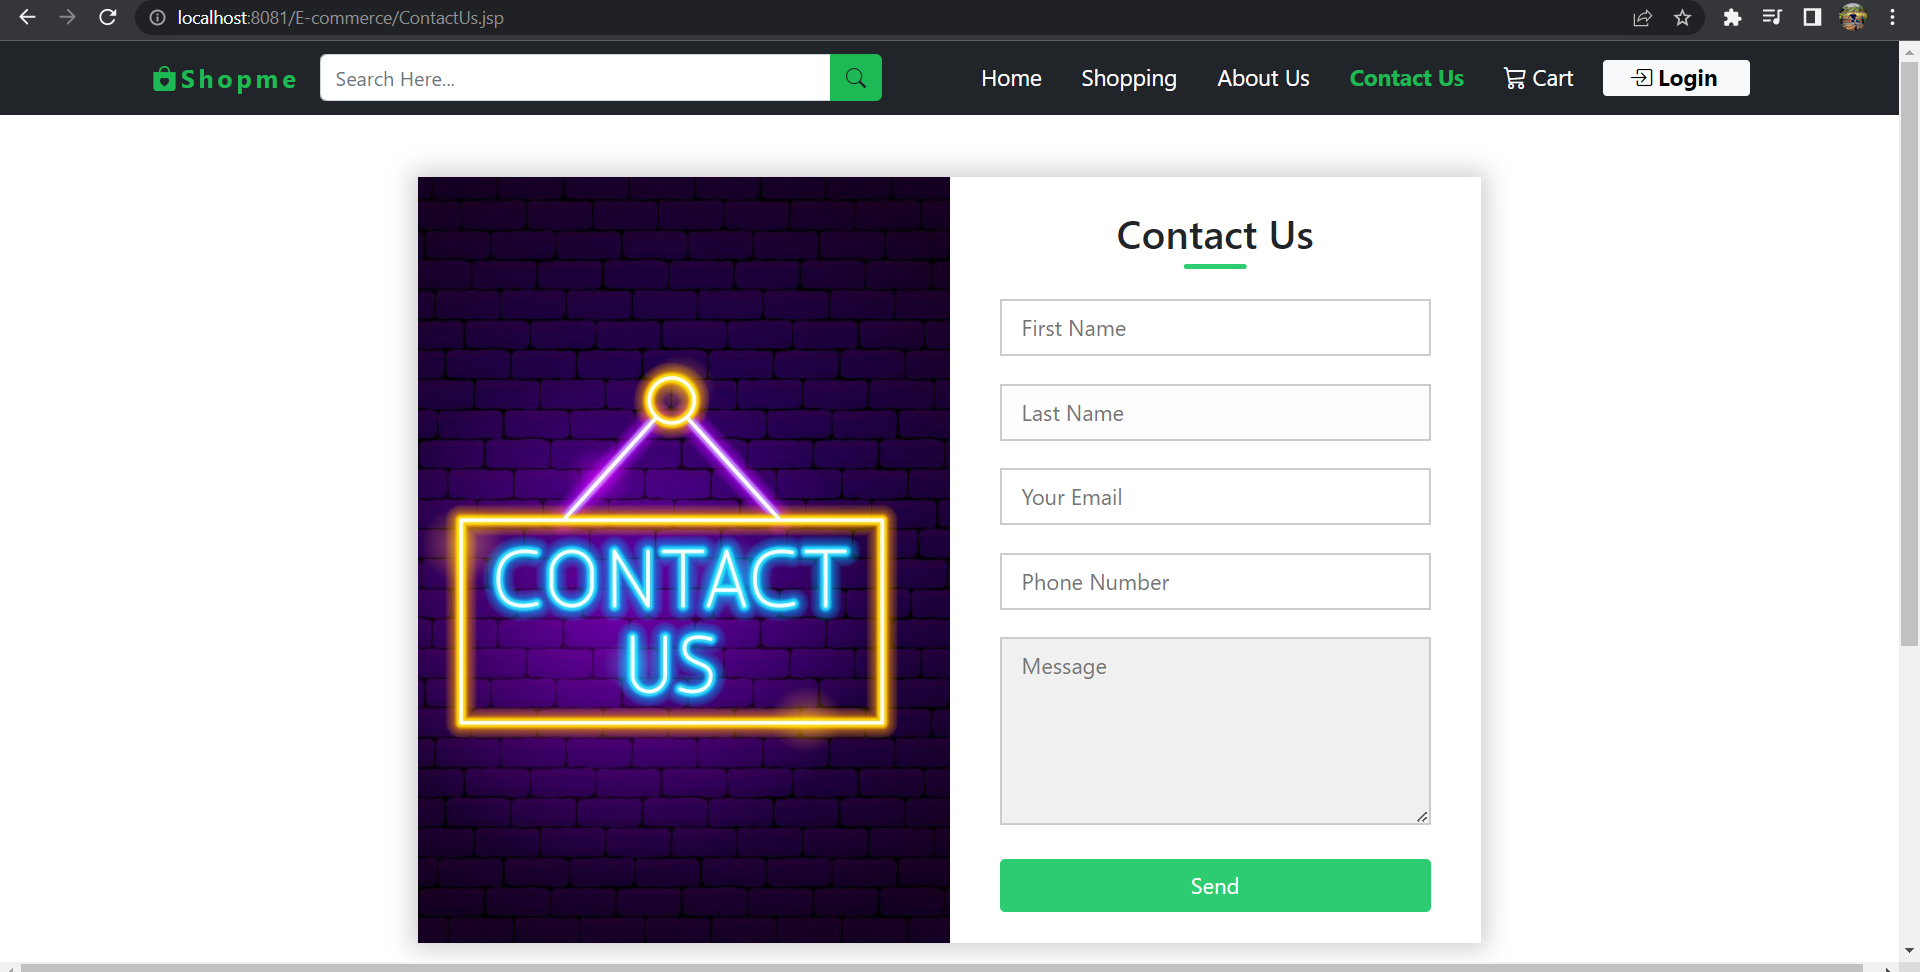 localhost:8081/E-commerce/ContactUs.jsp
Shopme Search Here... Home Shopping About Us Contact Us Cart Login
Contact Us
First Name
Last Name
Your Email
Phone Number
Message
Send
CONTACT
US